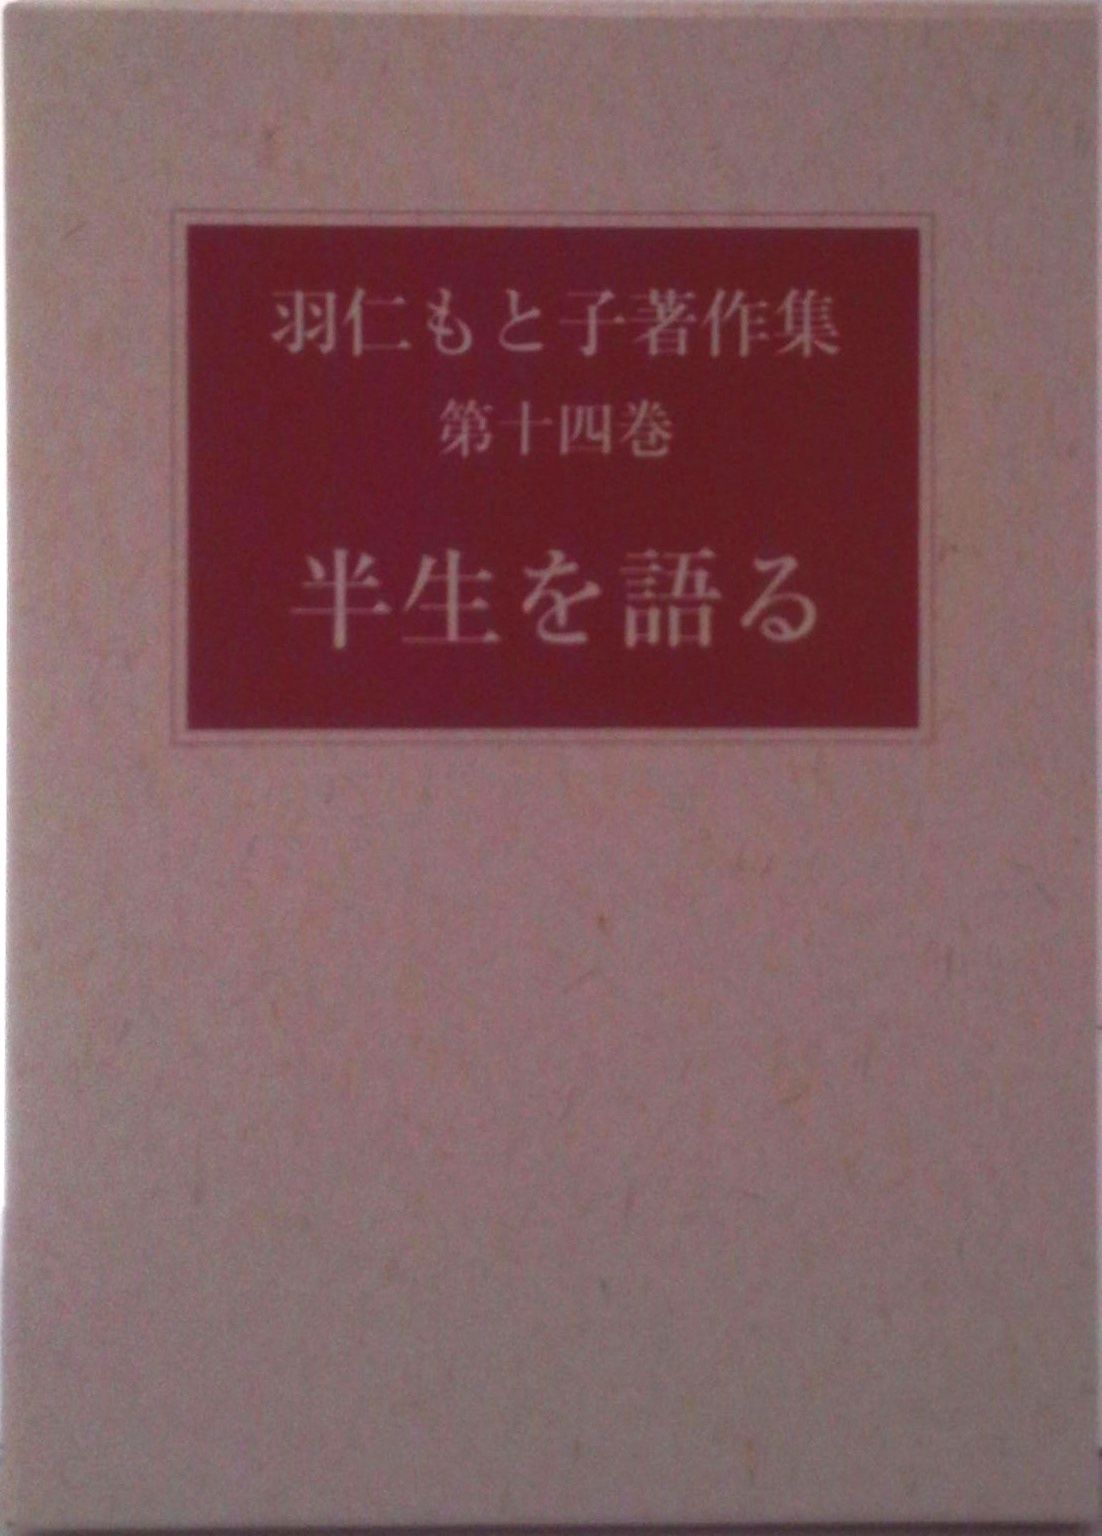 羽仁もと子著作集
第十四巻
半生を語る